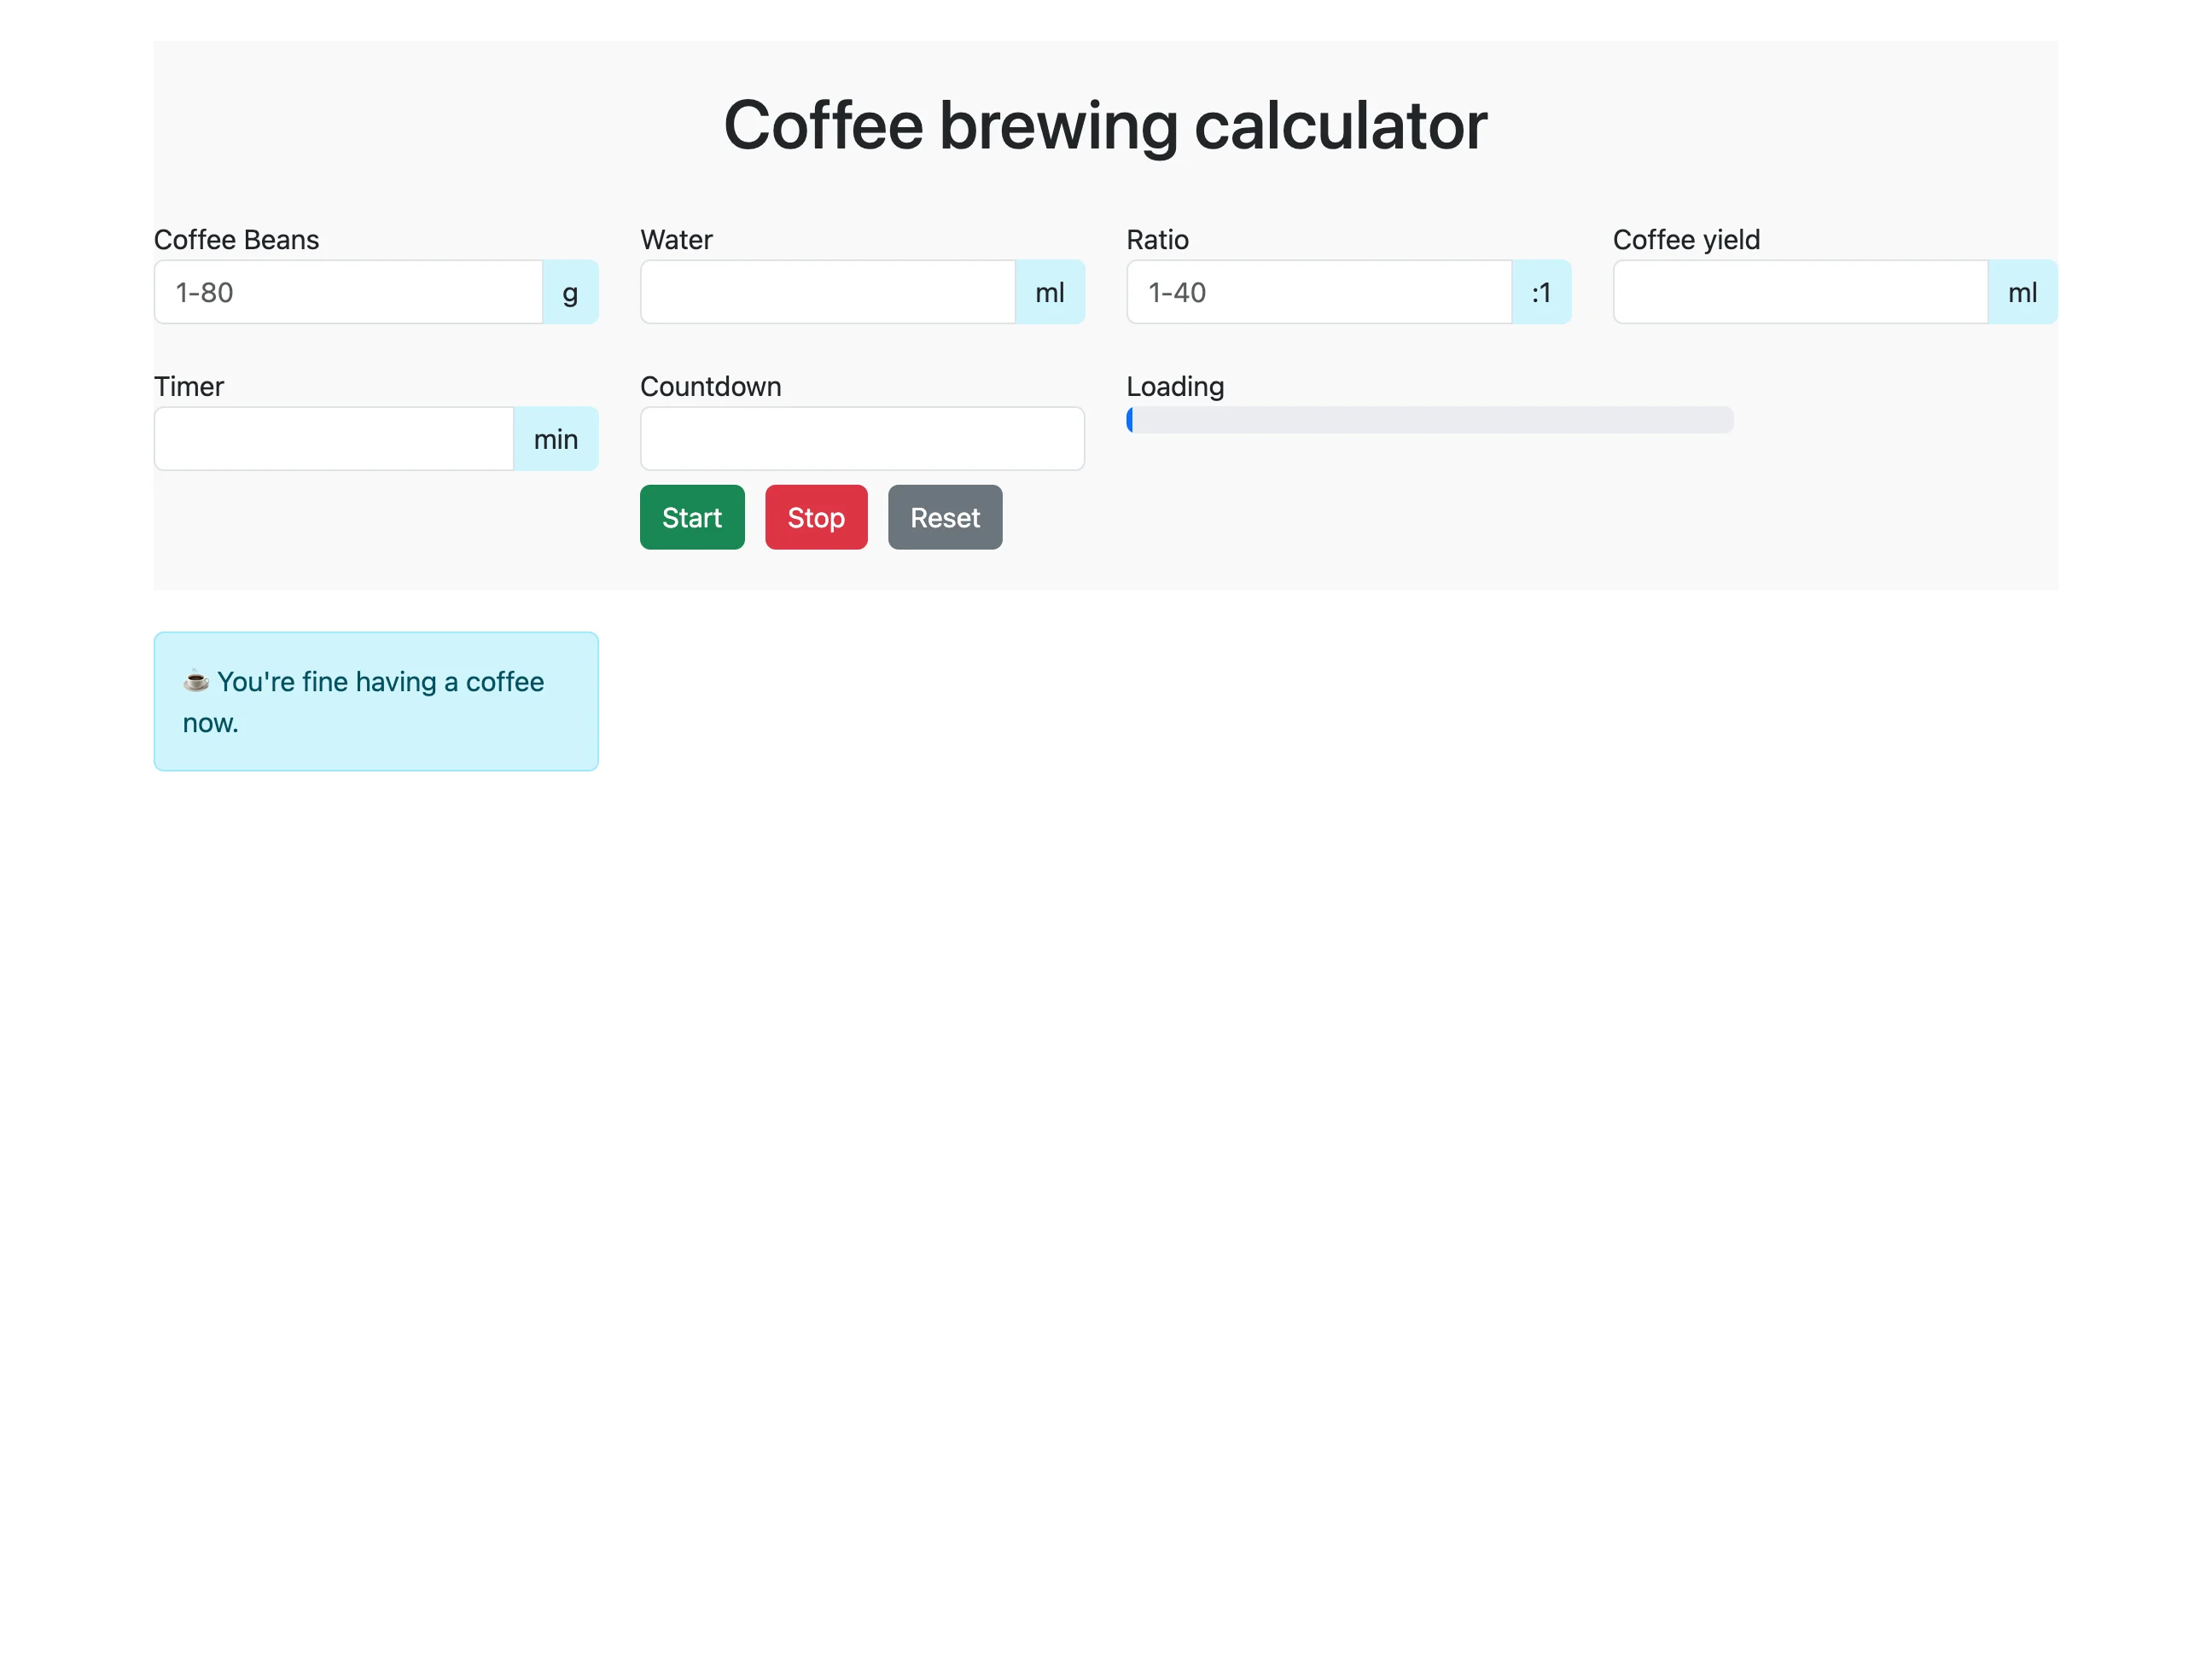 Coffee brewing calculator
Coffee Beans
1-80 g
Water
ml
Ratio
1-40 :1
Coffee yield
ml
Timer
min
Countdown
Start Stop Reset
Loading
☕ You're fine having a coffee
now.